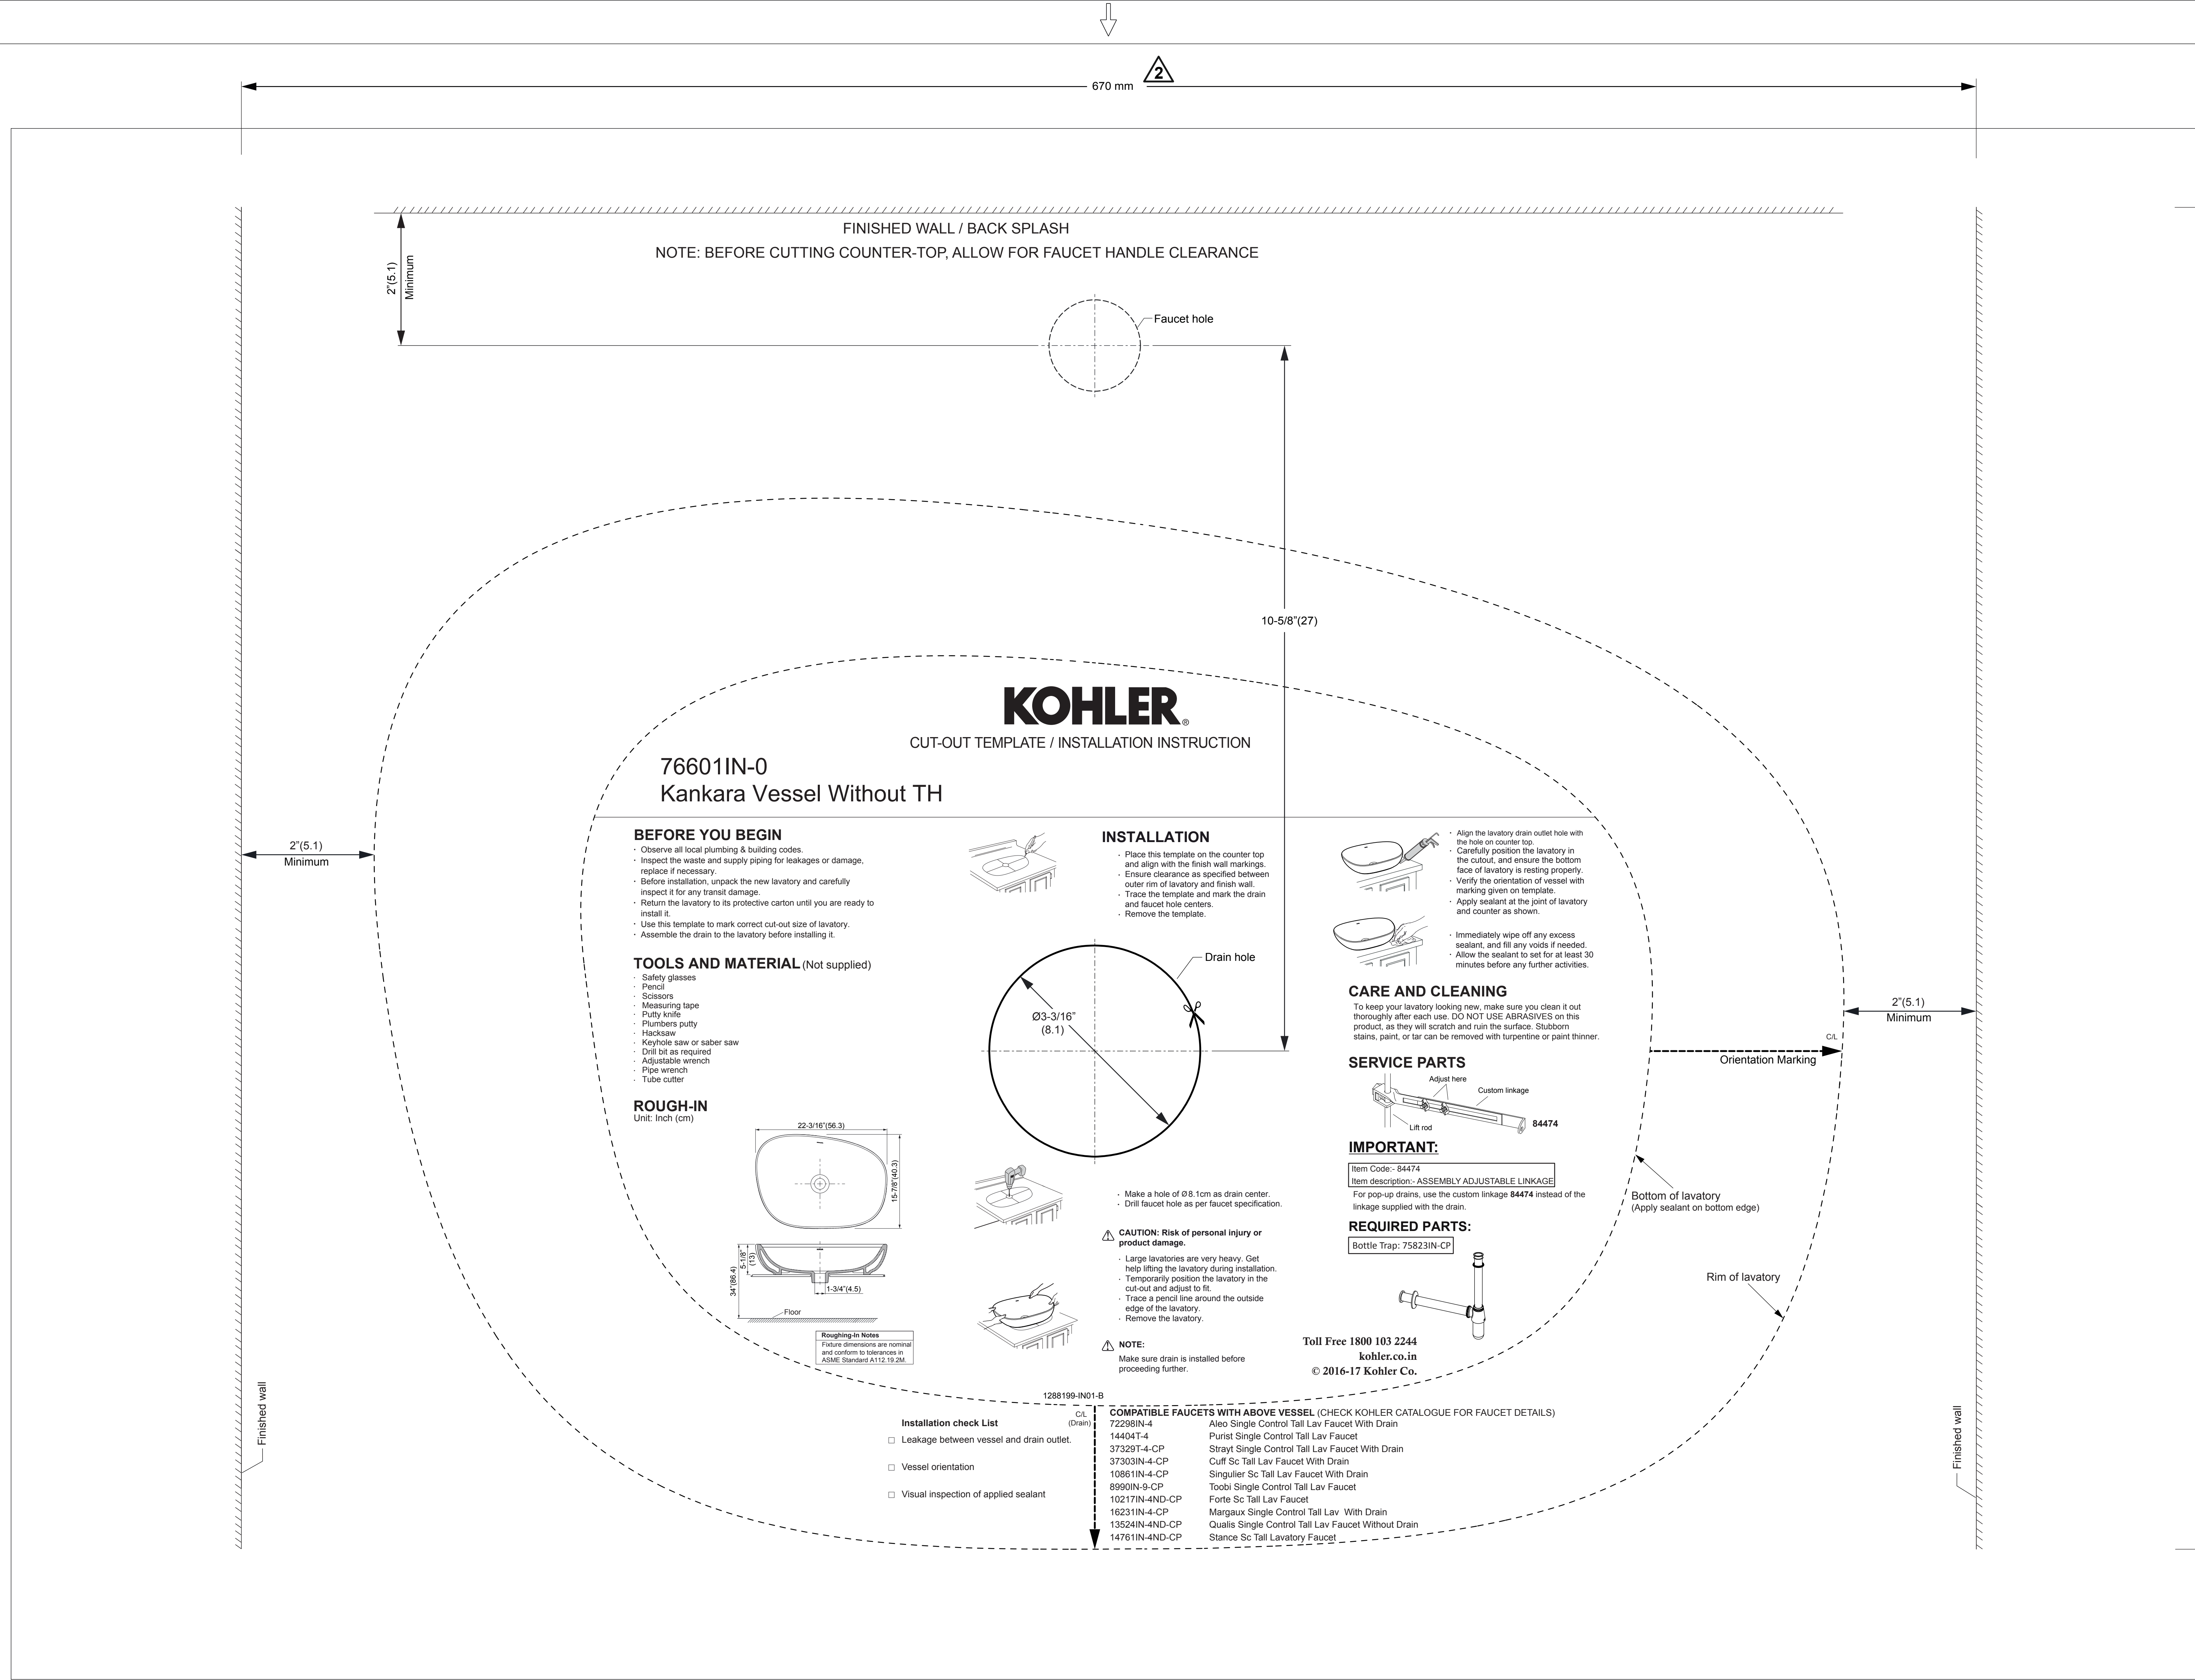 2
670 mm
FINISHED WALL / BACK SPLASH
NOTE: BEFORE CUTTING COUNTER-TOP, ALLOW FOR FAUCET HANDLE CLEARANCE
2"(5.1)
Minimum
Faucet hole
10-5/8"(27)
KOHLER®
CUT-OUT TEMPLATE / INSTALLATION INSTRUCTION
76601IN-0
Kankara Vessel Without TH
2"(5.1)
Minimum
BEFORE YOU BEGIN
· Observe all local plumbing & building codes.
· Inspect the waste and supply piping for leakages or damage,
replace if necessary.
· Before installation, unpack the new lavatory and carefully
inspect it for any transit damage.
· Return the lavatory to its protective carton until you are ready to
install it.
· Use this template to mark correct cut-out size of lavatory.
· Assemble the drain to the lavatory before installing it.
TOOLS AND MATERIAL (Not supplied)
· Safety glasses
· Pencil
· Scissors
· Measuring tape
· Putty knife
· Plumbers putty
· Hacksaw
· Keyhole saw or saber saw
· Drill bit as required
· Adjustable wrench
· Pipe wrench
· Tube cutter
ROUGH-IN
Unit: Inch (cm)
22-3/16"(56.3)
15-7/8"(40.3)
34"(86.4)
5-1/8"
(13)
1-3/4"(4.5)
Floor
Roughing-In Notes
Fixture dimensions are nominal
and conform to tolerances in
ASME Standard A112.19.2M.
INSTALLATION
· Place this template on the counter top
and align with the finish wall markings.
· Ensure clearance as specified between
outer rim of lavatory and finish wall.
· Trace the template and mark the drain
and faucet hole centers.
· Remove the template.
Drain hole
Ø3-3/16"
(8.1)
· Make a hole of Ø8.1cm as drain center.
· Drill faucet hole as per faucet specification.
CAUTION: Risk of personal injury or
product damage.
· Large lavatories are very heavy. Get
help lifting the lavatory during installation.
· Temporarily position the lavatory in the
cut-out and adjust to fit.
· Trace a pencil line around the outside
edge of the lavatory.
· Remove the lavatory.
NOTE:
Make sure drain is installed before
proceeding further.
· Align the lavatory drain outlet hole with
the hole on counter top.
· Carefully position the lavatory in
the cutout, and ensure the bottom
face of lavatory is resting properly.
· Verify the orientation of vessel with
marking given on template.
· Apply sealant at the joint of lavatory
and counter as shown.
· Immediately wipe off any excess
sealant, and fill any voids if needed.
· Allow the sealant to set for at least 30
minutes before any further activities.
CARE AND CLEANING
To keep your lavatory looking new, make sure you clean it out
thoroughly after each use. DO NOT USE ABRASIVES on this
product, as they will scratch and ruin the surface. Stubborn
stains, paint, or tar can be removed with turpentine or paint thinner.
SERVICE PARTS
Adjust here
Custom linkage
Lift rod
84474
IMPORTANT:
Item Code:- 84474
Item description:- ASSEMBLY ADJUSTABLE LINKAGE
For pop-up drains, use the custom linkage 84474 instead of the
linkage supplied with the drain.
REQUIRED PARTS:
Bottle Trap: 75823IN-CP
Toll Free 1800 103 2244
kohler.co.in
© 2016-17 Kohler Co.
2"(5.1)
Minimum
C/L
Orientation Marking
Bottom of lavatory
(Apply sealant on bottom edge)
Rim of lavatory
Finished wall
Finished wall
1288199-IN01-B
C/L
(Drain)
Installation check List
□ Leakage between vessel and drain outlet.
□ Vessel orientation
□ Visual inspection of applied sealant
COMPATIBLE FAUCETS WITH ABOVE VESSEL (CHECK KOHLER CATALOGUE FOR FAUCET DETAILS)
72298IN-4 Aleo Single Control Tall Lav Faucet With Drain
14404T-4 Purist Single Control Tall Lav Faucet
37329T-4-CP Strayt Single Control Tall Lav Faucet With Drain
37303IN-4-CP Cuff Sc Tall Lav Faucet With Drain
10861IN-4-CP Singulier Sc Tall Lav Faucet With Drain
8990IN-9-CP Toobi Single Control Tall Lav Faucet
10217IN-4ND-CP Forte Sc Tall Lav Faucet
16231IN-4-CP Margaux Single Control Tall Lav With Drain
13524IN-4ND-CP Qualis Single Control Tall Lav Faucet Without Drain
14761IN-4ND-CP Stance Sc Tall Lavatory Faucet